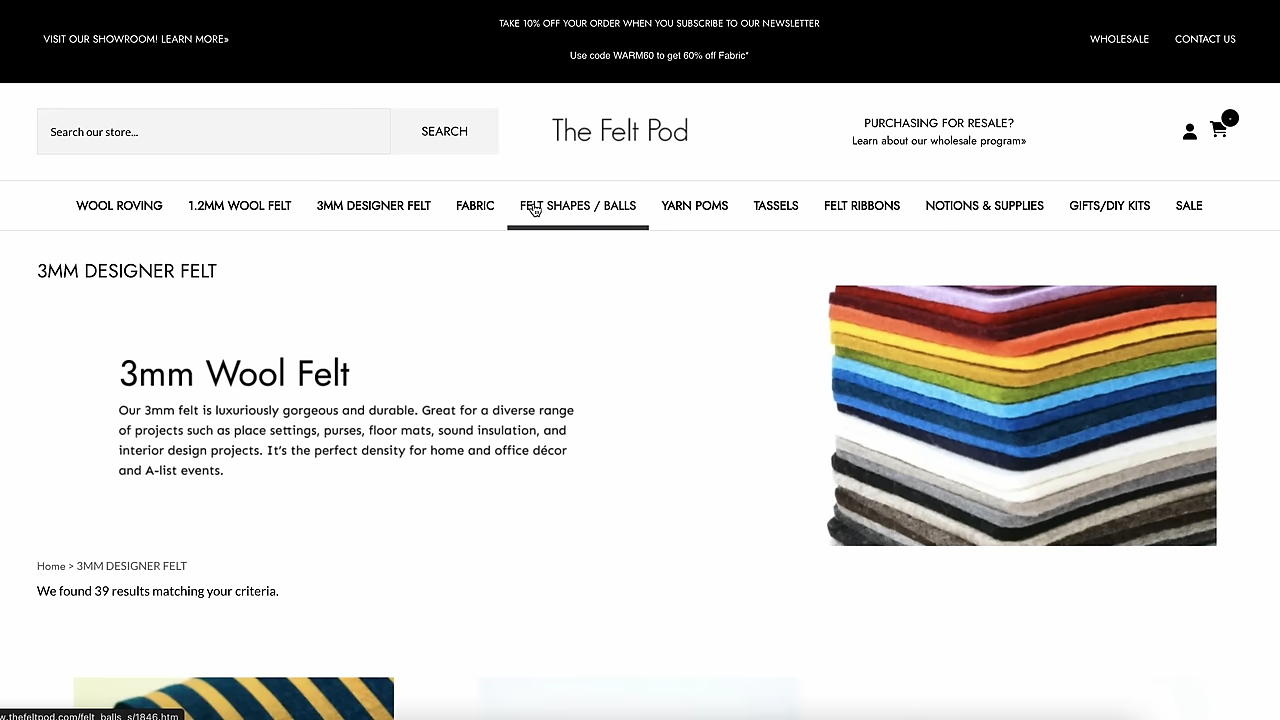 VISIT OUR SHOWROOM! LEARN MORE»
TAKE 10% OFF YOUR ORDER WHEN YOU SUBSCRIBE TO OUR NEWSLETTER
Use code WARM60 to get 60% off Fabric*
WHOLESALE
CONTACT US
Search our store...
SEARCH
The Felt Pod
PURCHASING FOR RESALE?
Learn about our wholesale program»
WOOL ROVING
1.2MM WOOL FELT
3MM DESIGNER FELT
FABRIC
FELT SHAPES / BALLS
YARN POMS
TASSELS
FELT RIBBONS
NOTIONS & SUPPLIES
GIFTS/DIY KITS
SALE
3MM DESIGNER FELT
3mm Wool Felt
Our 3mm felt is luxuriously gorgeous and durable. Great for a diverse range
of projects such as place settings, purses, floor mats, sound insulation, and
interior design projects. It's the perfect density for home and office décor
and A-list events.
Home > 3MM DESIGNER FELT
We found 39 results matching your criteria.
w.thefeltpod.com/felt_balls_s/1846.htm